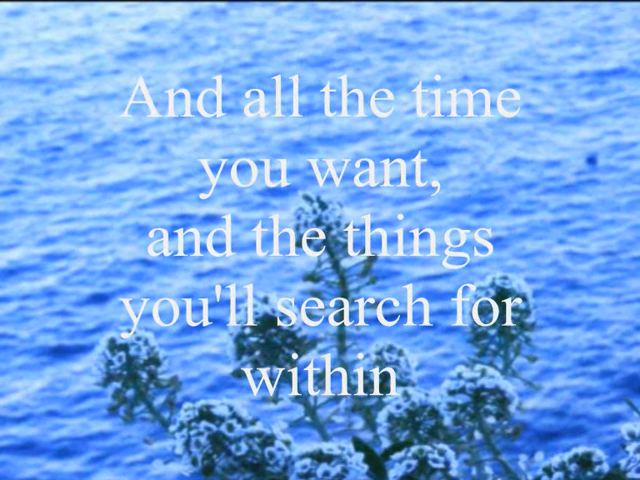 And all the time
you want,
and the things
you'll search for
within